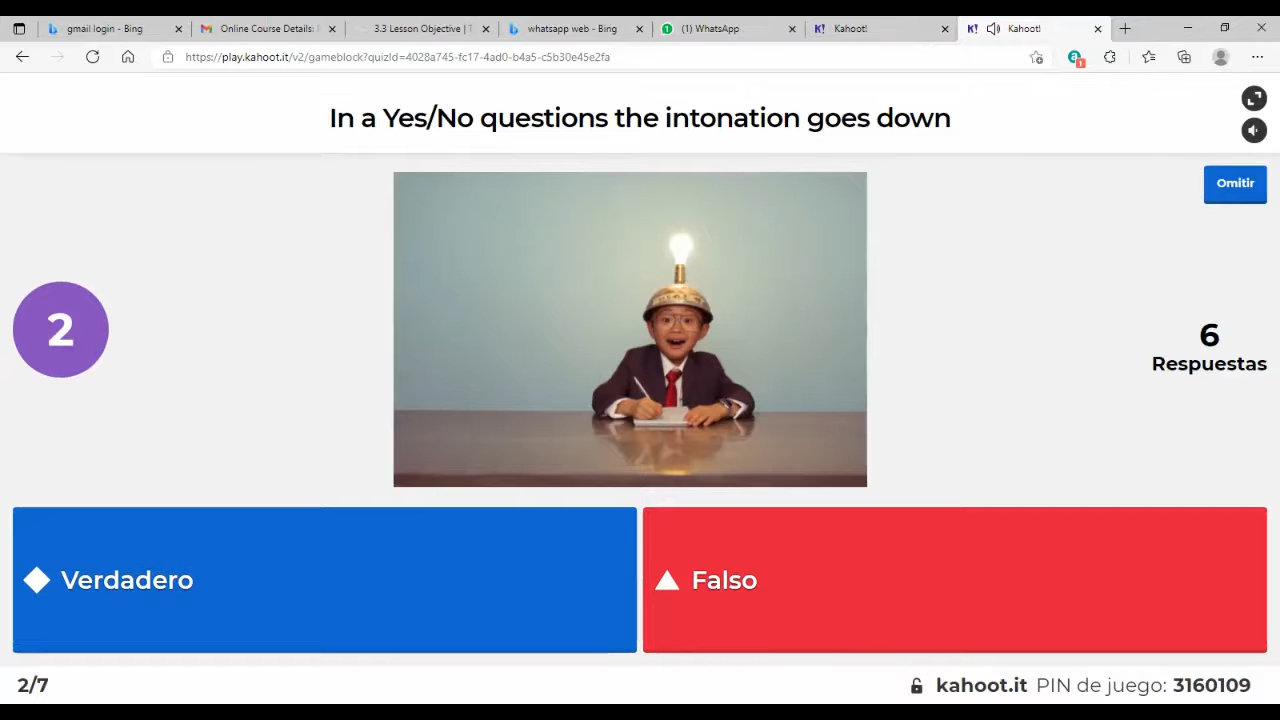 gmail login - Bing
Online Course Details:
3.3 Lesson Objective |
whatsapp web - Bing
(1) WhatsApp
Kahoot!
Kahoot!
https://play.kahoot.it/v2/gameblock?quizId=4028a745-fc17-4ad0-b4a5-c5b30e45e2fa
In a Yes/No questions the intonation goes down
Omitir
2
6
Respuestas
Verdadero
Falso
2/7
kahoot.it PIN de juego: 3160109